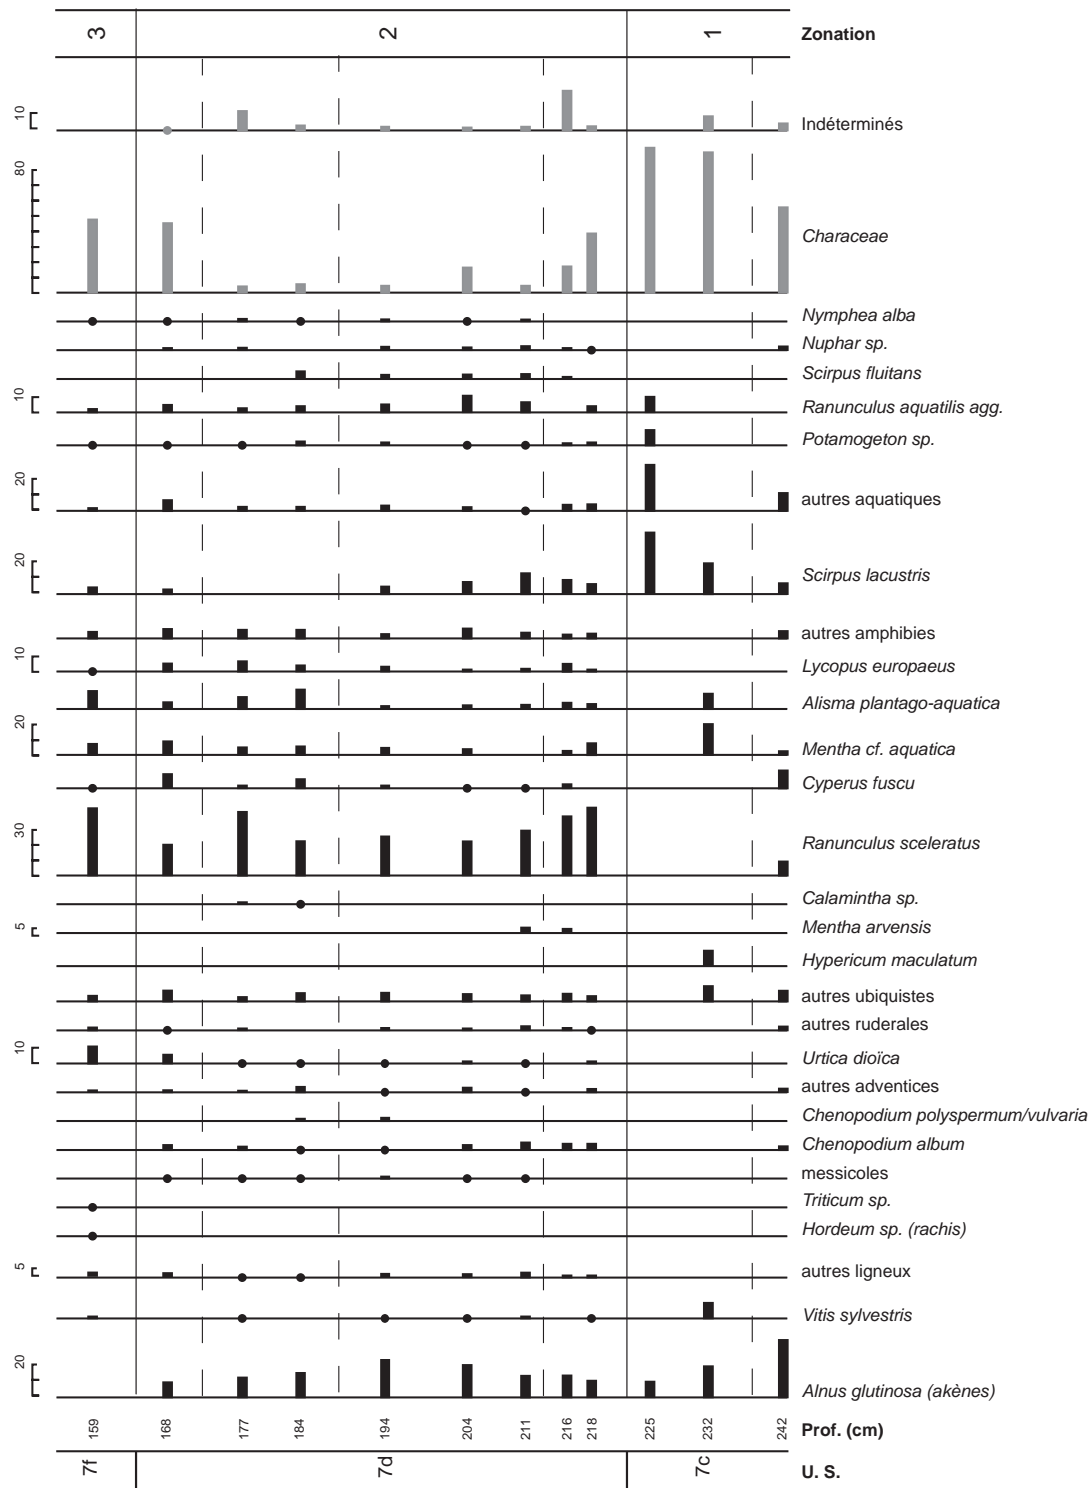 3 2 1 Zonation
10 Indéterminés
80 Characeae
Nymphea alba
Nuphar sp.
Scirpus fluitans
10 Ranunculus aquatilis agg.
Potamogeton sp.
20 autres aquatiques
20 Scirpus lacustris
autres amphibies
10 Lycopus europaeus
Alisma plantago-aquatica
20 Mentha cf. aquatica
Cyperus fuscu
30 Ranunculus sceleratus
Calamintha sp.
5 Mentha arvensis
Hypericum maculatum
autres ubiquistes
autres ruderales
10 Urtica dioïca
autres adventices
Chenopodium polyspermum/vulvaria
Chenopodium album
messicoles
Triticum sp.
Hordeum sp. (rachis)
5 autres ligneux
Vitis sylvestris
20 Alnus glutinosa (akènes)
159 168 177 184 194 204 211 216 218 225 232 242 Prof. (cm)
7f 7d 7c U. S.